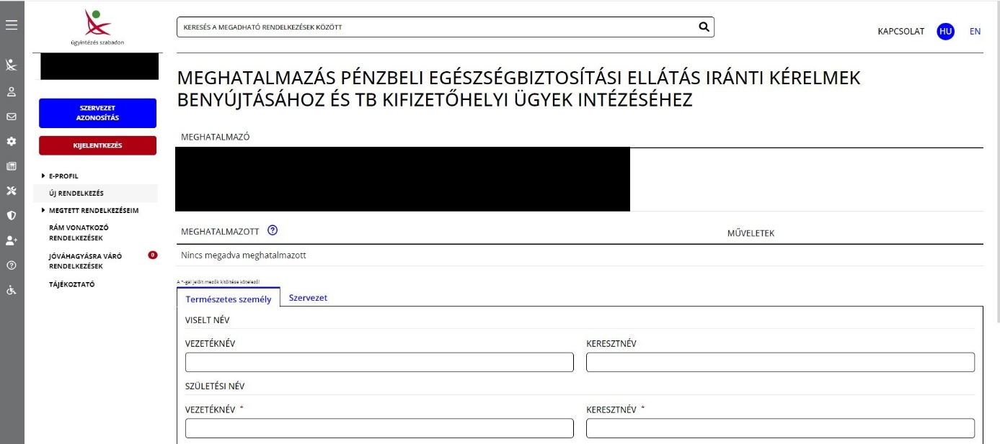 ügyintézés szabadon
KERESÉS A MEGADHATÓ RENDELKEZÉSEK KÖZÖTT
KAPCSOLAT HU EN
SZERVEZET
AZONOSÍTÁS
KIJELENTKEZÉS
E-PROFIL
ÚJ RENDELKEZÉS
MEGTETT RENDELKEZÉSEIM
RÁM VONATKOZÓ
RENDELKEZÉSEK
JÓVÁHAGYÁSRA VÁRÓ 0
RENDELKEZÉSEK
TÁJÉKOZTATÓ
MEGHATALMAZÁS PÉNZBELI EGÉSZSÉGBIZTOSÍTÁSI ELLÁTÁS IRÁNTI KÉRELMEK
BENYÚJTÁSÁHOZ ÉS TB KIFIZETŐHELYI ÜGYEK INTÉZÉSÉHEZ
MEGHATALMAZÓ
MEGHATALMAZOTT ? MŰVELETEK
Nincs megadva meghatalmazott
A *-gal jelölt mezők kitöltése kötelező!
Természetes személy Szervezet
VISELT NÉV
VEZETÉKNÉV KERESZTNÉV
SZÜLETÉSI NÉV
VEZETÉKNÉV * KERESZTNÉV *